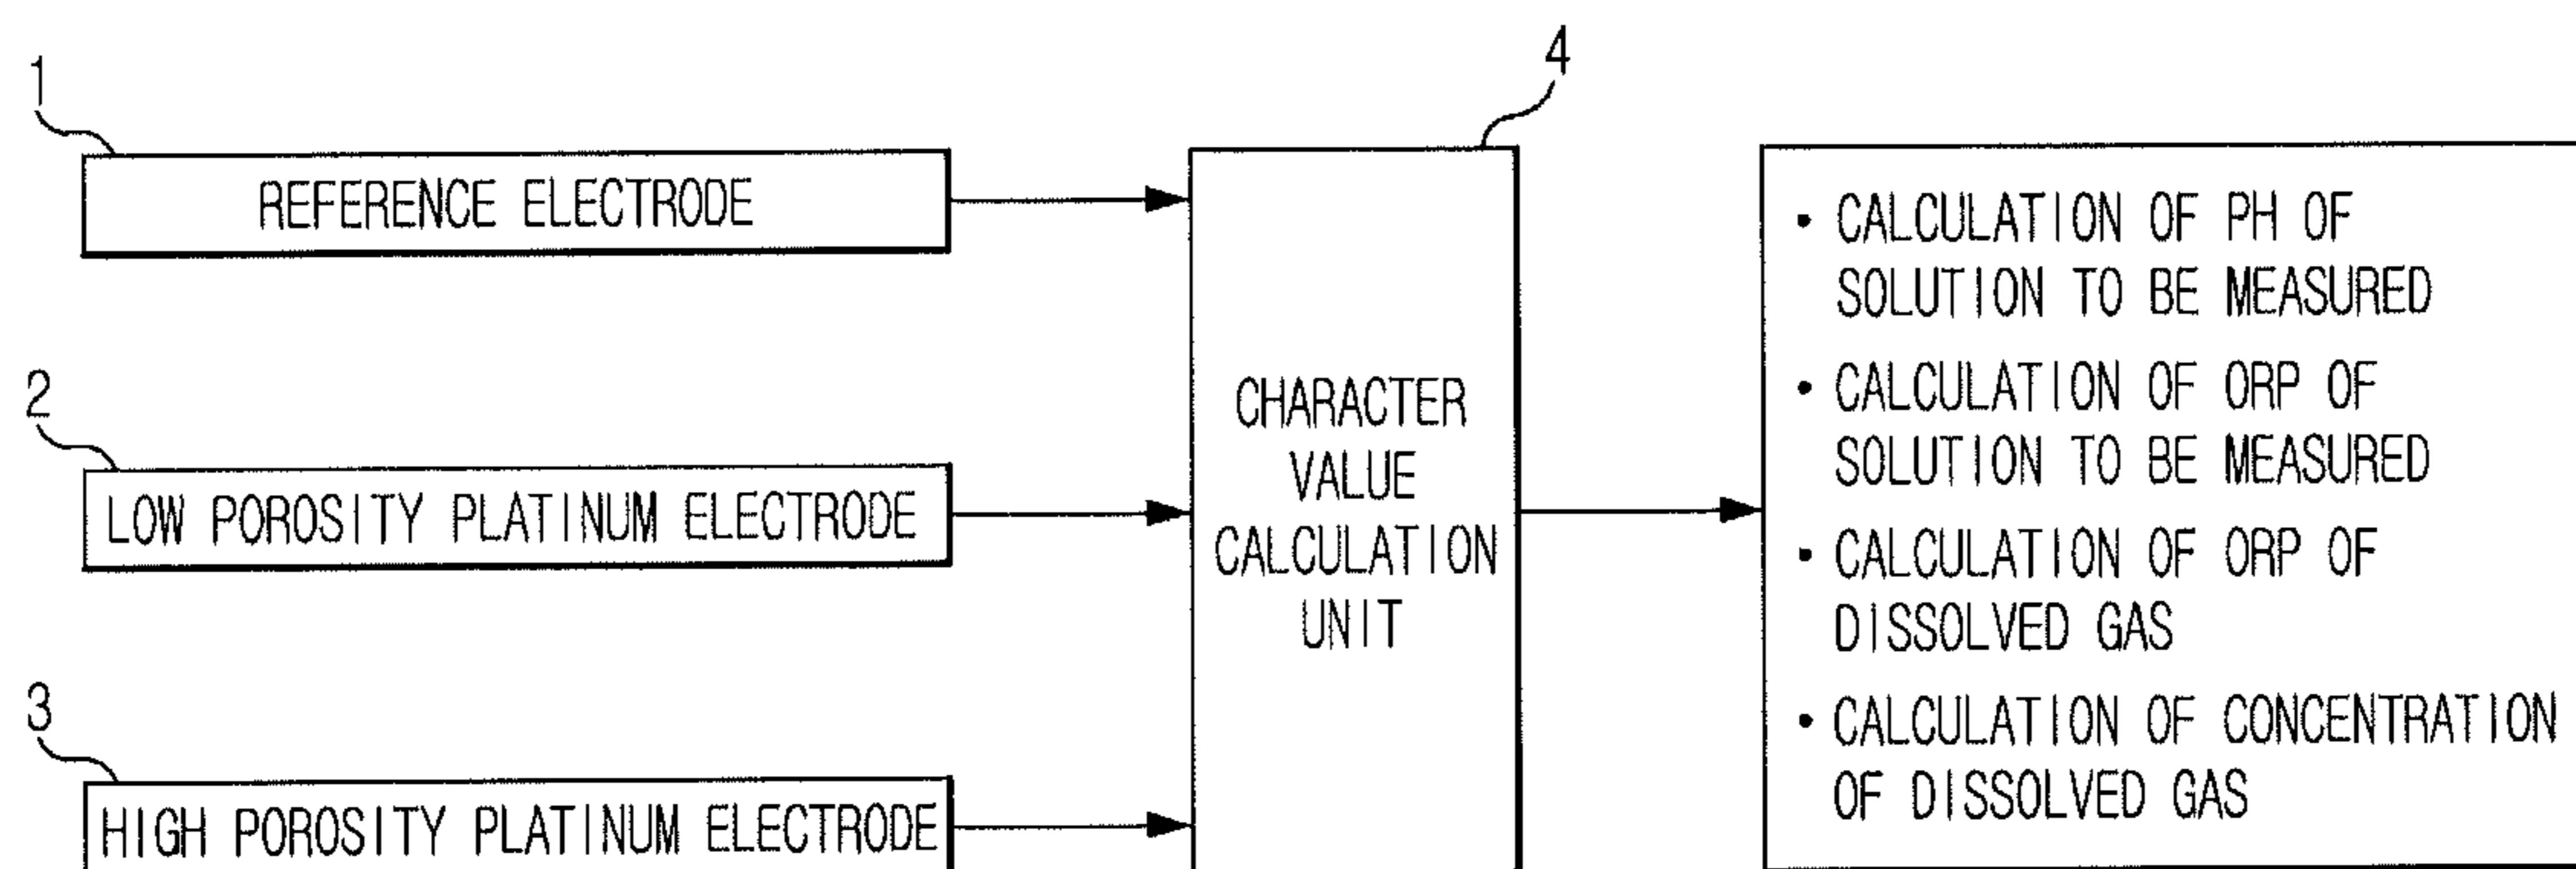 1
REFERENCE ELECTRODE
2
LOW POROSITY PLATINUM ELECTRODE
3
HIGH POROSITY PLATINUM ELECTRODE
4
CHARACTER
VALUE
CALCULATION
UNIT
• CALCULATION OF PH OF
SOLUTION TO BE MEASURED
• CALCULATION OF ORP OF
SOLUTION TO BE MEASURED
• CALCULATION OF ORP OF
DISSOLVED GAS
• CALCULATION OF CONCENTRATION
OF DISSOLVED GAS